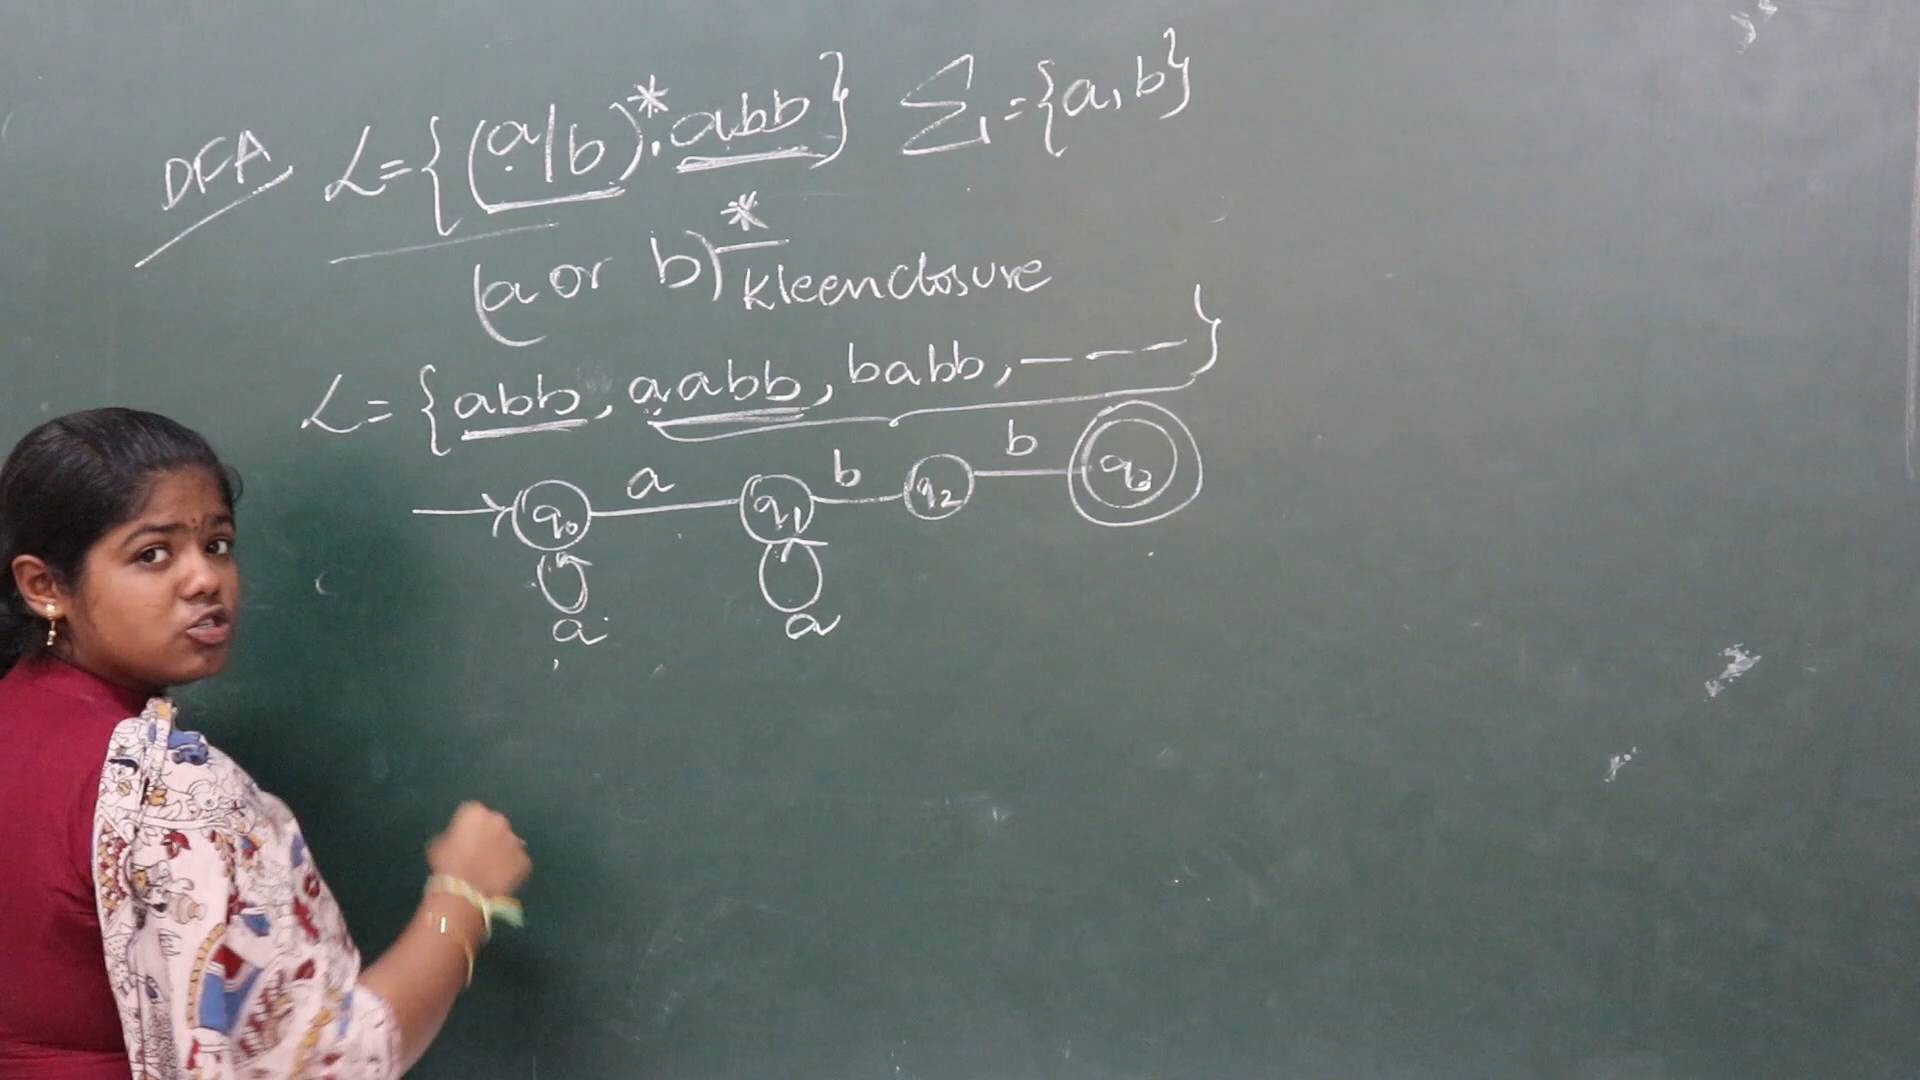 DFA L={(a/b)*.abb} Σ={a,b}
(a or b)* kleenclosure
L={abb, aabb, babb, ----}
a b b
q0 q1 q2 q3
a a